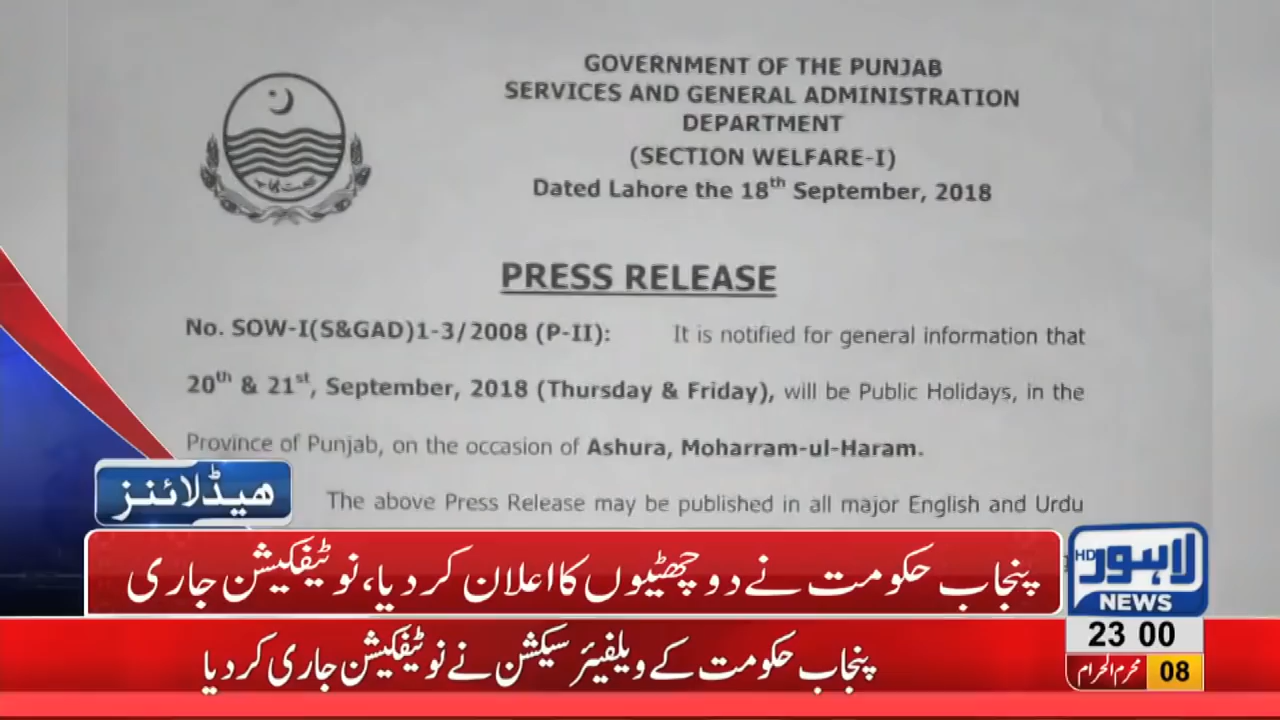 GOVERNMENT OF THE PUNJAB
SERVICES AND GENERAL ADMINISTRATION
DEPARTMENT
(SECTION WELFARE-I)
Dated Lahore the 18th September, 2018
PRESS RELEASE
No. SOW-I(S&GAD)1-3/2008 (P-II): It is notified for general information that
20th & 21st, September, 2018 (Thursday & Friday), will be Public Holidays, in the
Province of Punjab, on the occasion of Ashura, Moharram-ul-Haram.
The above Press Release may be published in all major English and Urdu
ہیڈلائنز
پنجاب حکومت نے دو چھٹیوں کا اعلان کر دیا، نوٹیفکیشن جاری
پنجاب حکومت کے ویلفیئر سیکشن نے نوٹیفکیشن جاری کر دیا
لاہور HD
NEWS
23 00
محرم الحرام 08